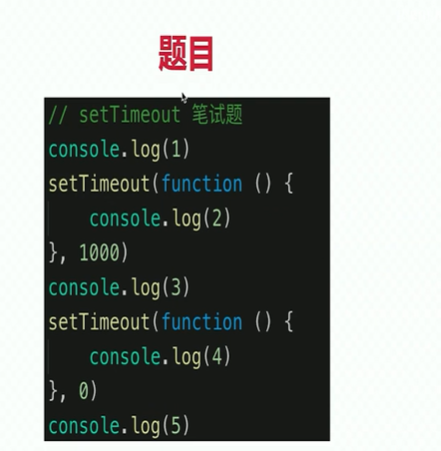 题目
// setTimeout 笔试题
console.log(1)
setTimeout(function () {
    console.log(2)
}, 1000)
console.log(3)
setTimeout(function () {
    console.log(4)
}, 0)
console.log(5)